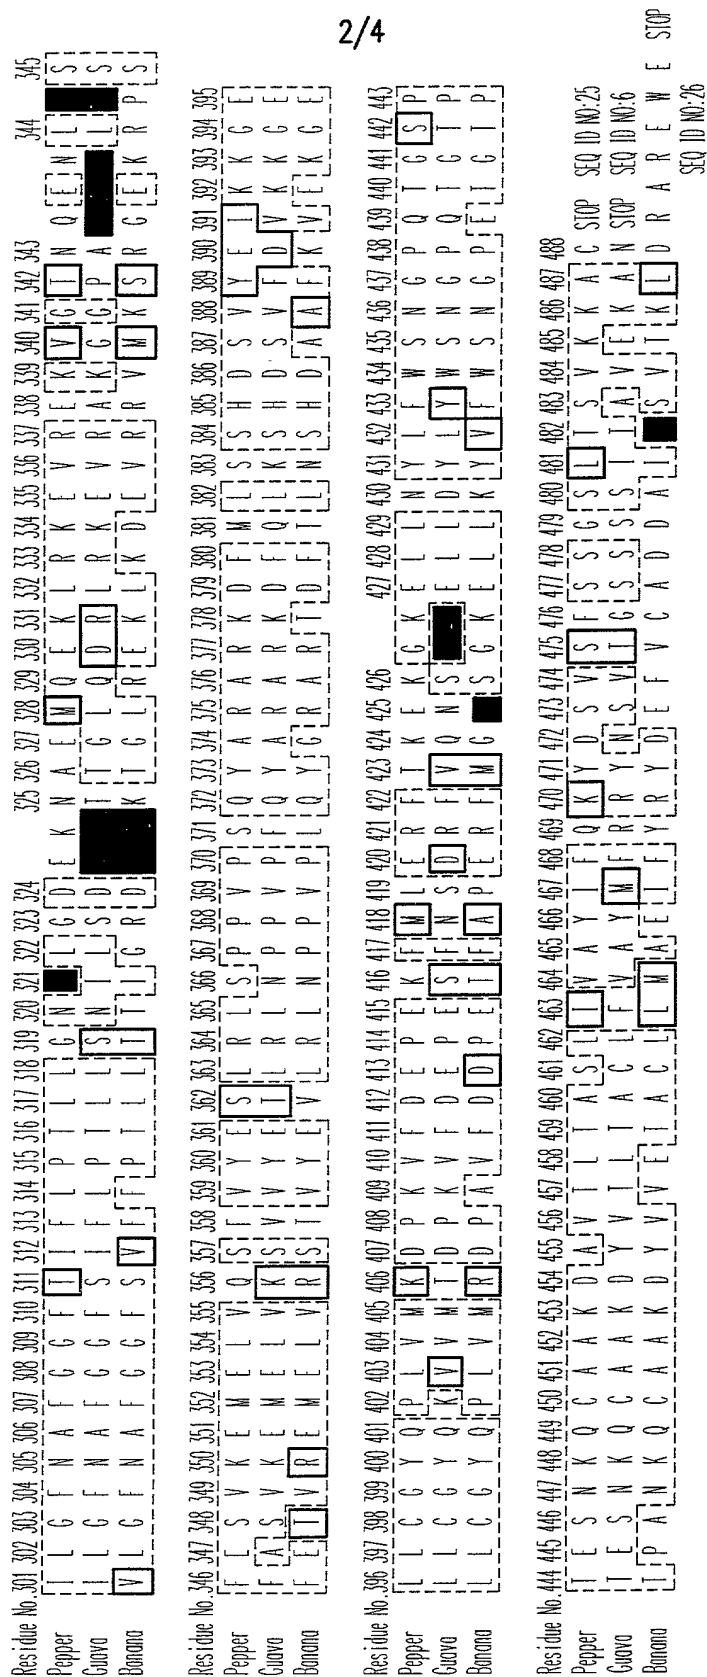 2/4
Residue No. 301 302 303 304 305 306 307 308 309 310 311 312 313 314 315 316 317 318 319 320 321 322 323 324 325 326 327 328 329 330 331 332 333 334 335 336 337 338 339 340 341 342 343 344 345
Pepper I L G F N A F G G F T I F L P T L L G N L G D E K N A E M Q E K L R K E V R E K V G T N Q E N L S
Guava I L G F N A F G G F S I F L P T L L S N I L S D T T G L Q D R L R K E V R A K G G P A L S
Banana V L G F N A F G G F S V F F P T L L T T I G R D K T G L R E K L K D E V R R V M K S R G E K R P S
Residue No. 346 347 348 349 350 351 352 353 354 355 356 357 358 359 360 361 362 363 364 365 366 367 368 369 370 371 372 373 374 375 376 377 378 379 380 381 382 383 384 385 386 387 388 389 390 391 392 393 394 395
Pepper F E S V K E M E L V Q S F V Y E S L R L S P P V P S Q Y A R A R K D F M L S S H D S V Y E I K K G E
Guava F A S V K E M E L V K S V V Y E T L R L N P P V P F Q Y A R A R K D F Q L K S H D S V F D V K K G E
Banana F E T V R E M E L V R S T V Y E V L R L N P P V P L Q Y G R A R T D F T L N S H D A A F K V E K G E
Residue No. 396 397 398 399 400 401 402 403 404 405 406 407 408 409 410 411 412 413 414 415 416 417 418 419 420 421 422 423 424 425 426 427 428 429 430 431 432 433 434 435 436 437 438 439 440 441 442 443
Pepper L L C G Y Q P L V M K D P K V F D E P E K F M L E R F T K E K G K E L L N Y L F W S N G P Q T G S P
Guava L L C G Y Q K V V M T D P K V F D E P E S F N S D R F V Q N S E L L D Y L Y W S N G P Q T G T P
Banana L L C G Y Q P L V M R D P A V F D D P E T F A P E R F M G S G K E L L K Y V F W S N G P E T G T P
Residue No. 444 445 446 447 448 449 450 451 452 453 454 455 456 457 458 459 460 461 462 463 464 465 466 467 468 469 470 471 472 473 474 475 476 477 478 479 480 481 482 483 484 485 486 487 488
Pepper T E S N K Q C A A K D A V T L T A S L I V A Y I F Q K Y D S V S F S S G S L T S V K K A C STOP SEQ ID NO:25
Guava T E S N K Q C A A K D Y V T L T A C L F V A Y M F R R Y N S V T G S S S S I T A V E K A N STOP SEQ ID NO:6
Banana T P A N K Q C A A K D Y V V E T A C L L M A E I F Y R Y D E F V C A D D A I S V T K L D R A R E W E STOP
SEQ ID NO:26